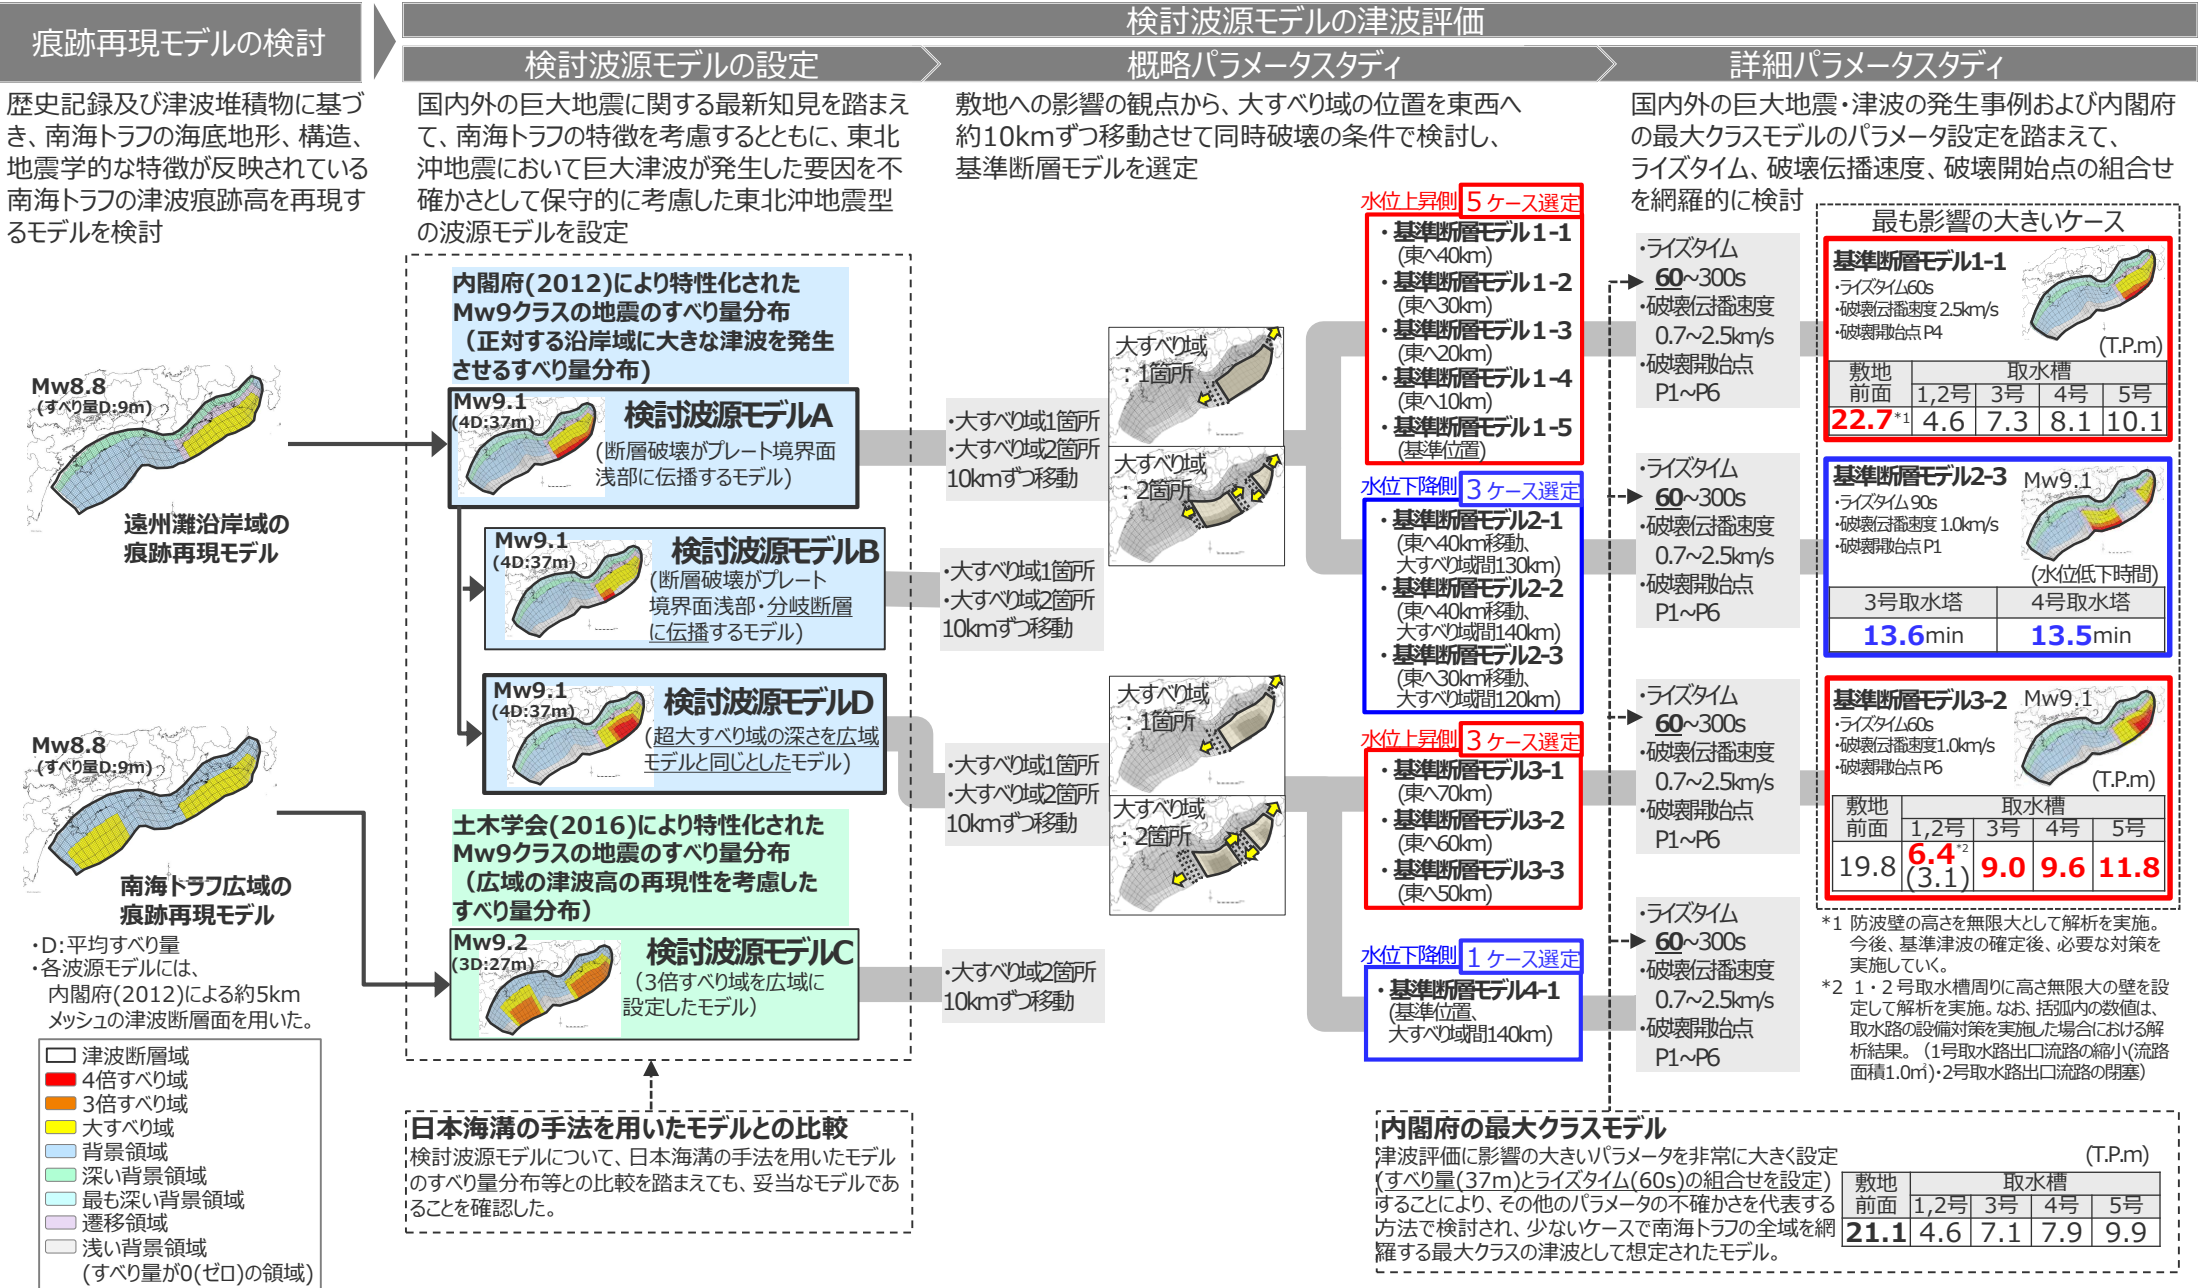 痕跡再現モデルの検討
検討波源モデルの津波評価
検討波源モデルの設定
概略パラメータスタディ
詳細パラメータスタディ
歴史記録及び津波堆積物に基づ
き、南海トラフの海底地形、構造、
地震学的な特徴が反映されている
南海トラフの津波痕跡高を再現す
るモデルを検討
Mw8.8
(すべり量D:9m)
遠州灘沿岸域の
痕跡再現モデル
Mw8.8
(すべり量D:9m)
南海トラフ広域の
痕跡再現モデル
・D:平均すべり量
・各波源モデルには、
内閣府(2012)による約5km
メッシュの津波断層面を用いた。
津波断層域
4倍すべり域
3倍すべり域
大すべり域
背景領域
深い背景領域
最も深い背景領域
遷移領域
浅い背景領域
(すべり量が0(ゼロ)の領域)
国内外の巨大地震に関する最新知見を踏まえ
て、南海トラフの特徴を考慮するとともに、東北
沖地震において巨大津波が発生した要因を不
確かさとして保守的に考慮した東北沖地震型
の波源モデルを設定
内閣府(2012)により特性化された
Mw9クラスの地震のすべり量分布
（正対する沿岸域に大きな津波を発生
させるすべり量分布)
Mw9.1
(4D:37m)
検討波源モデルA
(断層破壊がプレート境界面
浅部に伝播するモデル)
Mw9.1
(4D:37m)
検討波源モデルB
(断層破壊がプレート
境界面浅部・分岐断層
に伝播するモデル)
Mw9.1
(4D:37m)
検討波源モデルD
(超大すべり域の深さを広域
モデルと同じとしたモデル)
土木学会(2016)により特性化された
Mw9クラスの地震のすべり量分布
（広域の津波高の再現性を考慮した
すべり量分布）
Mw9.2
(3D:27m)
検討波源モデルC
（3倍すべり域を広域に
設定したモデル）
日本海溝の手法を用いたモデルとの比較
検討波源モデルについて、日本海溝の手法を用いたモデル
のすべり量分布等との比較を踏まえても、妥当なモデルであ
ることを確認した。
敷地への影響の観点から、大すべり域の位置を東西へ
約10kmずつ移動させて同時破壊の条件で検討し、
基準断層モデルを選定
・大すべり域1箇所
・大すべり域2箇所
10kmずつ移動
・大すべり域1箇所
・大すべり域2箇所
10kmずつ移動
・大すべり域1箇所
・大すべり域2箇所
10kmずつ移動
・大すべり域2箇所
10kmずつ移動
大すべり域
：1箇所
大すべり域
：2箇所
大すべり域
：1箇所
大すべり域
：2箇所
水位上昇側 5 ケース選定
・基準断層モデル 1-1
(東へ40km)
・基準断層モデル 1-2
(東へ30km)
・基準断層モデル 1-3
(東へ20km)
・基準断層モデル 1-4
(東へ10km)
・基準断層モデル 1-5
(基準位置)
水位下降側 3 ケース選定
・基準断層モデル2-1
(東へ40km移動、
大すべり域間130km)
・基準断層モデル2-2
(東へ40km移動、
大すべり域間140km)
・基準断層モデル2-3
(東へ30km移動、
大すべり域間120km)
水位上昇側 3 ケース選定
・基準断層モデル3-1
(東へ70km)
・基準断層モデル3-2
(東へ60km)
・基準断層モデル3-3
(東へ50km)
水位下降側 1 ケース選定
・基準断層モデル4-1
(基準位置、
大すべり域間140km)
国内外の巨大地震・津波の発生事例および内閣府
の最大クラスモデルのパラメータ設定を踏まえて、
ライズタイム、破壊伝播速度、破壊開始点の組合せ
を網羅的に検討
・ライズタイム
60~300s
・破壊伝播速度
0.7~2.5km/s
・破壊開始点
P1~P6
・ライズタイム
60~300s
・破壊伝播速度
0.7~2.5km/s
・破壊開始点
P1~P6
・ライズタイム
60~300s
・破壊伝播速度
0.7~2.5km/s
・破壊開始点
P1~P6
・ライズタイム
60~300s
・破壊伝播速度
0.7~2.5km/s
・破壊開始点
P1~P6
最も影響の大きいケース
基準断層モデル1-1
・ライズタイム60s
・破壊伝播速度 2.5km/s
・破壊開始点 P4
(T.P.m)
敷地前面 取水槽
1,2号 3号 4号 5号
22.7*1 4.6 7.3 8.1 10.1
基準断層モデル2-3
Mw9.1
・ライズタイム 90s
・破壊伝播速度 1.0km/s
・破壊開始点 P1
(水位低下時間)
3号取水塔 4号取水塔
13.6min 13.5min
基準断層モデル3-2
Mw9.1
・ライズタイム60s
・破壊伝播速度1.0km/s
・破壊開始点 P6
(T.P.m)
敷地前面 取水槽
1,2号 3号 4号 5号
19.8 6.4*2 (3.1) 9.0 9.6 11.8
*1 防波壁の高さを無限大として解析を実施。
今後、基準津波の確定後、必要な対策を
実施していく。
*2 1・2号取水槽周りに高さ無限大の壁を設
定して解析を実施。なお、括弧内の数値は、
取水路の設備対策を実施した場合における解
析結果。（1号取水路出口流路の縮小(流路
面積1.0㎡)・2号取水路出口流路の閉塞）
内閣府の最大クラスモデル
津波評価に影響の大きいパラメータを非常に大きく設定
(すべり量(37m)とライズタイム(60s)の組合せを設定)
することにより、その他のパラメータの不確かさを代表する
方法で検討され、少ないケースで南海トラフの全域を網
羅する最大クラスの津波として想定されたモデル。
(T.P.m)
敷地前面 取水槽
1,2号 3号 4号 5号
21.1 4.6 7.1 7.9 9.9